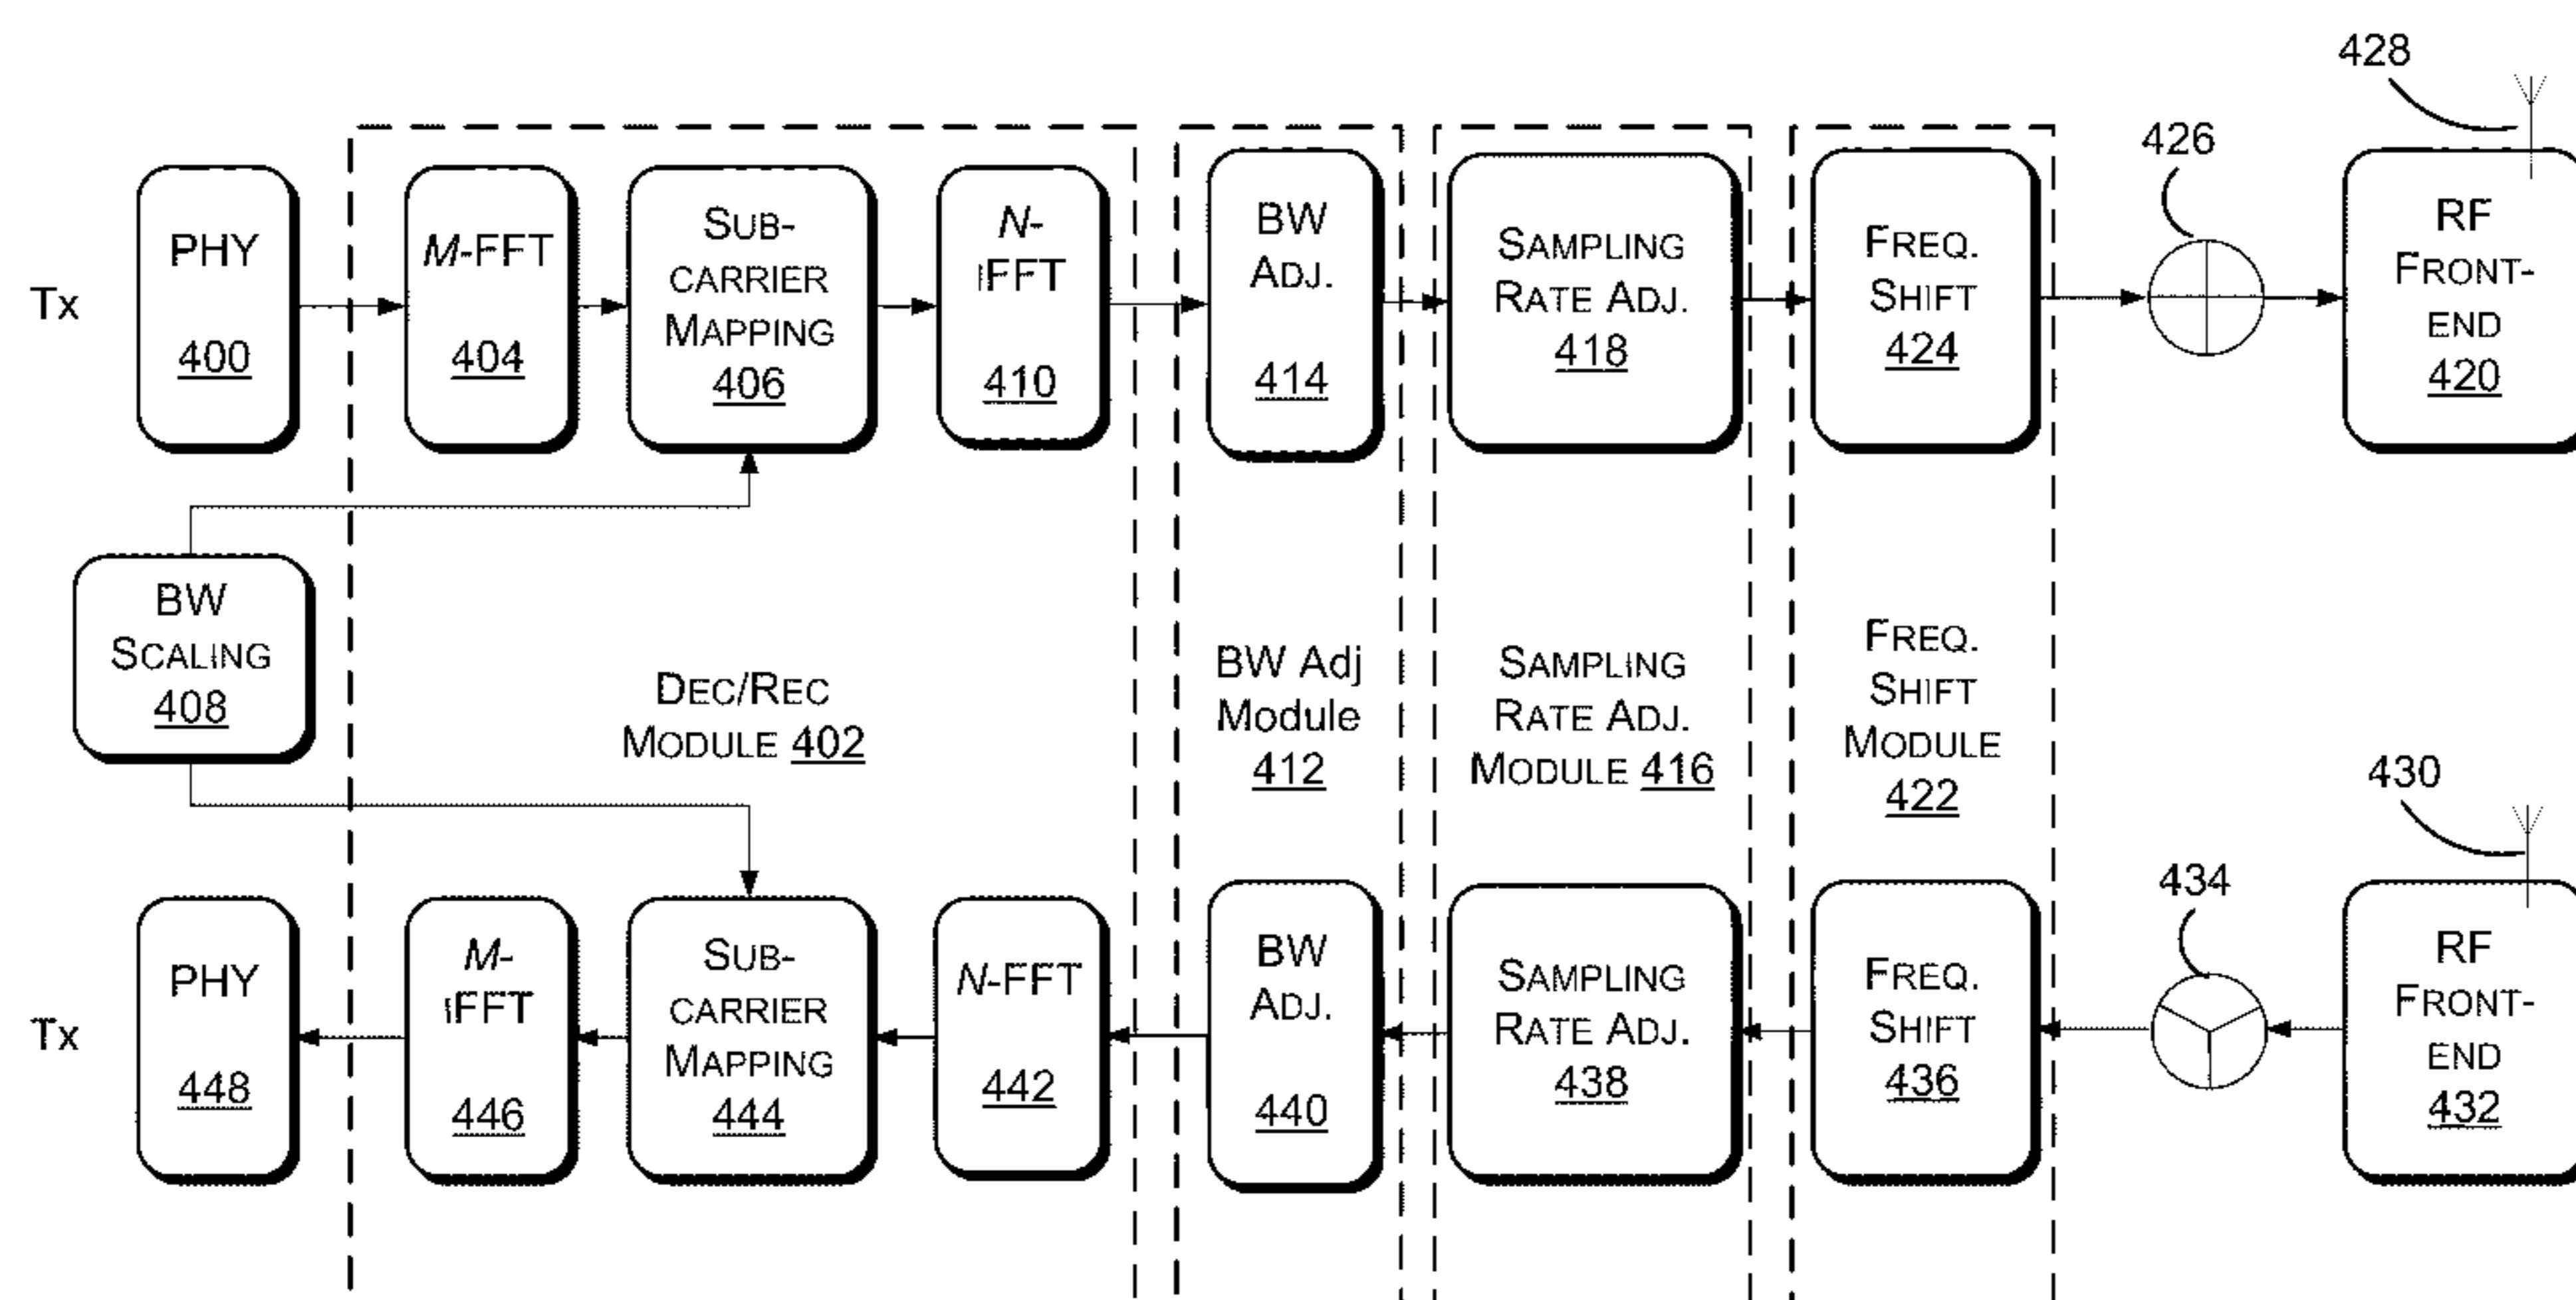 428
426
Tx
PHY
400
M-FFT
404
SUB-
CARRIER
MAPPING
406
N-
IFFT
410
BW
ADJ.
414
SAMPLING
RATE ADJ.
418
FREQ.
SHIFT
424
RF
FRONT-
END
420
BW
SCALING
408
DEC/REC
MODULE 402
BW Adj
Module
412
SAMPLING
RATE ADJ.
MODULE 416
FREQ.
SHIFT
MODULE
422
430
434
Tx
PHY
448
M-
IFFT
446
SUB-
CARRIER
MAPPING
444
N-FFT
442
BW
ADJ.
440
SAMPLING
RATE ADJ.
438
FREQ.
SHIFT
436
RF
FRONT-
END
432